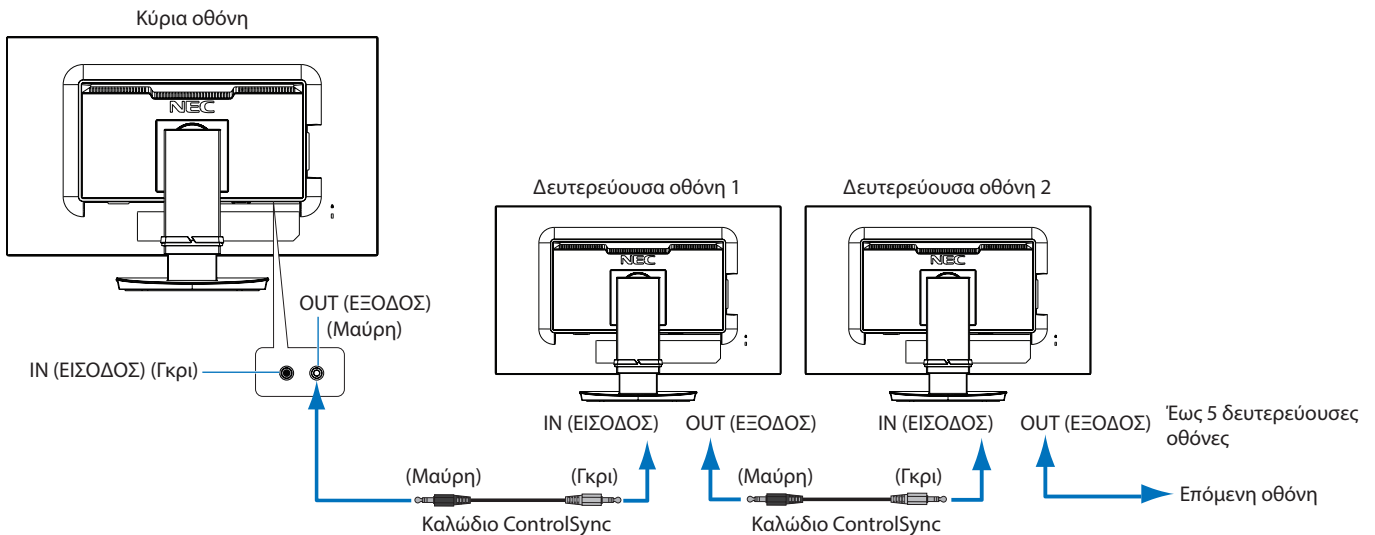 Κύρια οθόνη
NEC
Δευτερεύουσα οθόνη 1
Δευτερεύουσα οθόνη 2
NEC
NEC
OUT (ΕΞΟΔΟΣ)
(Μαύρη)
IN (ΕΙΣΟΔΟΣ) (Γκρι)
IN (ΕΙΣΟΔΟΣ)
OUT (ΕΞΟΔΟΣ)
IN (ΕΙΣΟΔΟΣ)
OUT (ΕΞΟΔΟΣ)
Έως 5 δευτερεύουσες
οθόνες
(Μαύρη)
(Γκρι)
(Μαύρη)
(Γκρι)
Επόμενη οθόνη
Καλώδιο ControlSync
Καλώδιο ControlSync